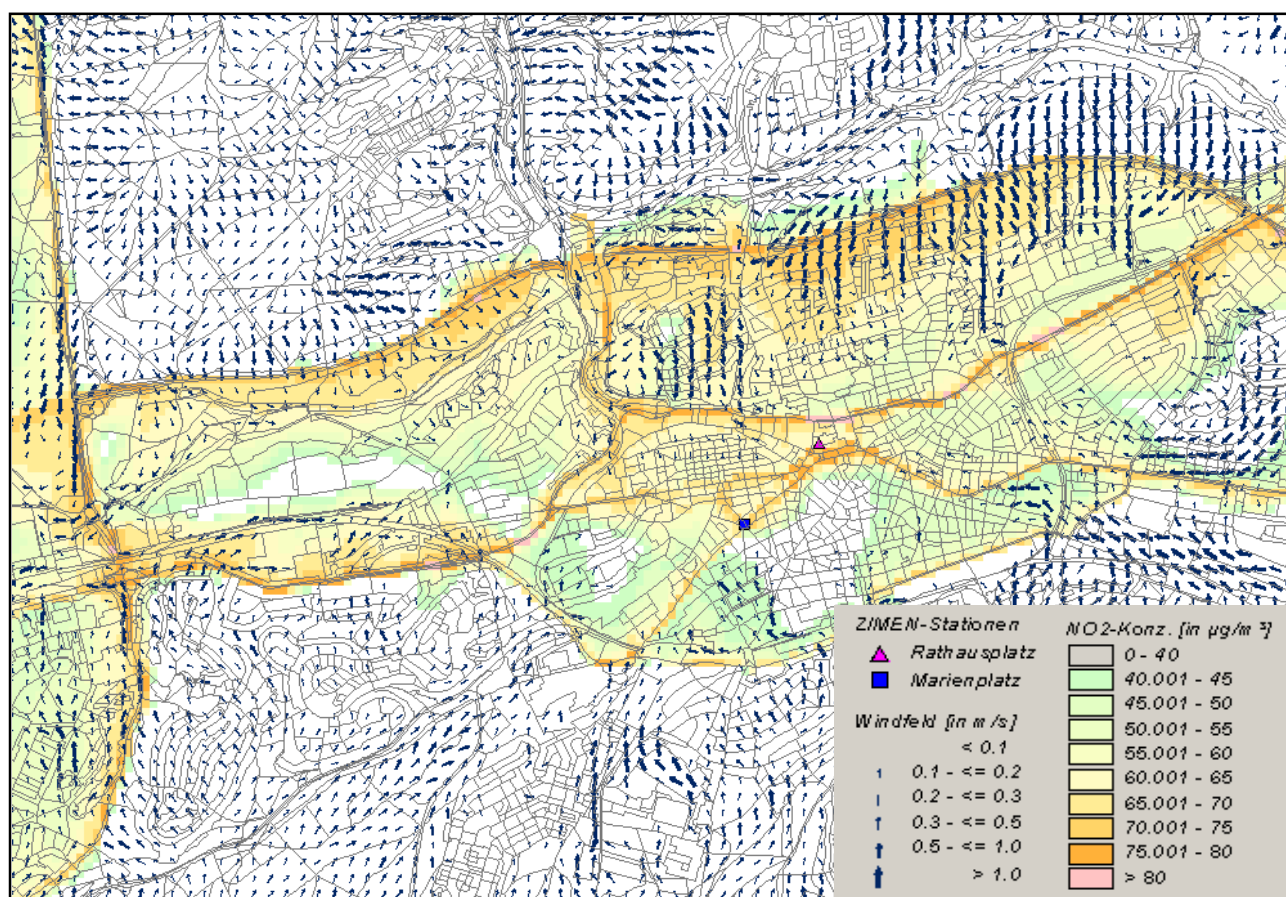 ZIMEN-Stationen
Rathausplatz
Marienplatz
Windfeld [in m/s]
< 0.1
0.1 - <= 0.2
0.2 - <= 0.3
0.3 - <= 0.5
0.5 - <= 1.0
> 1.0
NO2-Konz. [in µg/m³]
0 - 40
40.001 - 45
45.001 - 50
50.001 - 55
55.001 - 60
60.001 - 65
65.001 - 70
70.001 - 75
75.001 - 80
> 80